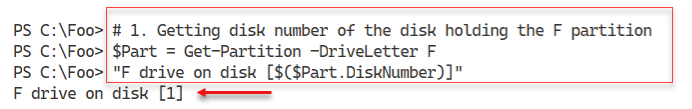 PS C:\Foo> # 1. Getting disk number of the disk holding the F partition
PS C:\Foo> $Part = Get-Partition -DriveLetter F
PS C:\Foo> "F drive on disk [$($Part.DiskNumber)]"
F drive on disk [1]